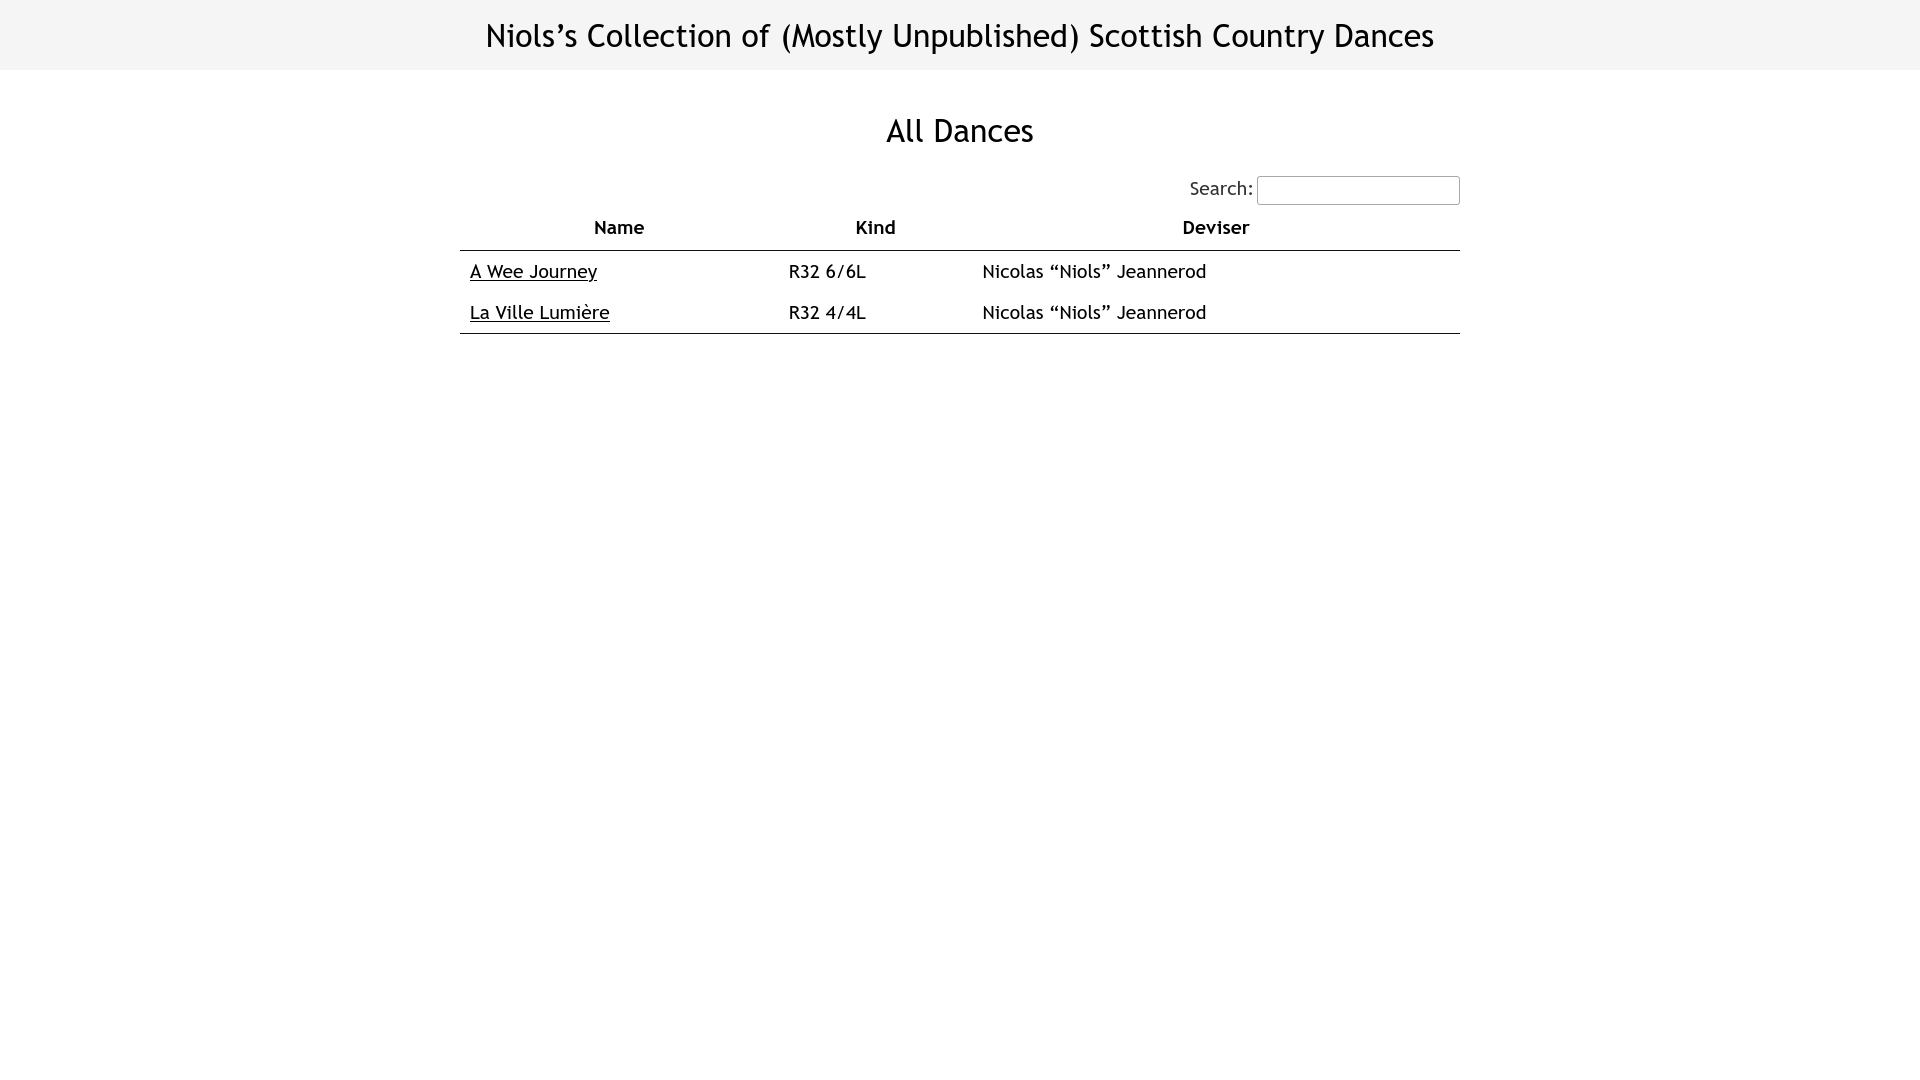 Niols’s Collection of (Mostly Unpublished) Scottish Country Dances
All Dances
Search:
Name Kind Deviser
A Wee Journey R32 6/6L Nicolas “Niols” Jeannerod
La Ville Lumière R32 4/4L Nicolas “Niols” Jeannerod